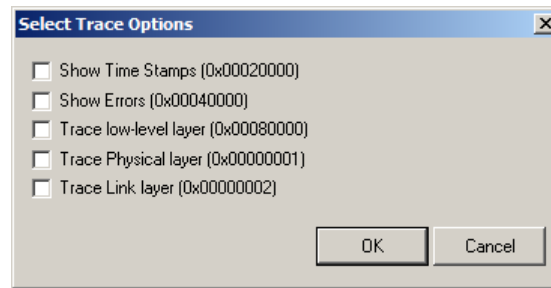 Select Trace Options
Show Time Stamps (0x00020000)
Show Errors (0x00040000)
Trace low-level layer (0x00080000)
Trace Physical layer (0x00000001)
Trace Link layer (0x00000002)
OK Cancel